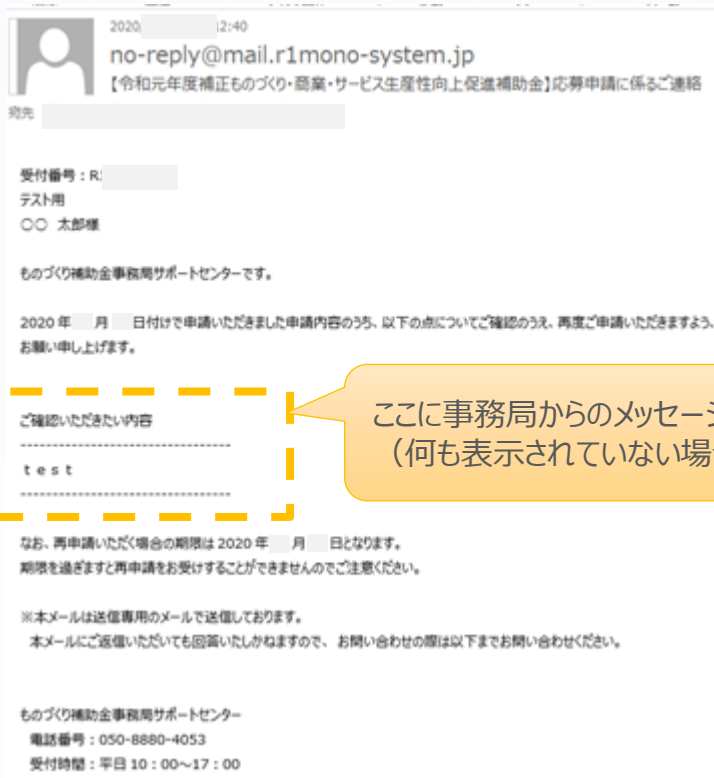 2020 2:40
no-reply@mail.r1mono-system.jp
【令和元年度補正ものづくり・商業・サービス生産性向上促進補助金】応募申請に係るご連絡
宛先
受付番号：R
テスト用
○○ 太郎様
ものづくり補助金事務局サポートセンターです。
2020 年 月 日付けで申請いただきました申請内容のうち、以下の点についてご確認のうえ、再度ご申請いただきますよう、
お願い申し上げます。
ご確認いただきたい内容
---------------------------------
ｔｅｓｔ
---------------------------------
ここに事務局からのメッセー
（何も表示されていない場
なお、再申請いただく場合の期限は 2020 年 月 日となります。
期限を過ぎますと再申請をお受けすることができませんのでご注意ください。
※本メールは送信専用のメールで送信しております。
本メールにご返信いただいても回答いたしかねますので、 お問い合わせの際は以下までお問い合わせください。
ものづくり補助金事務局サポートセンター
電話番号：050-8880-4053
受付時間：平日 10：00～17：00